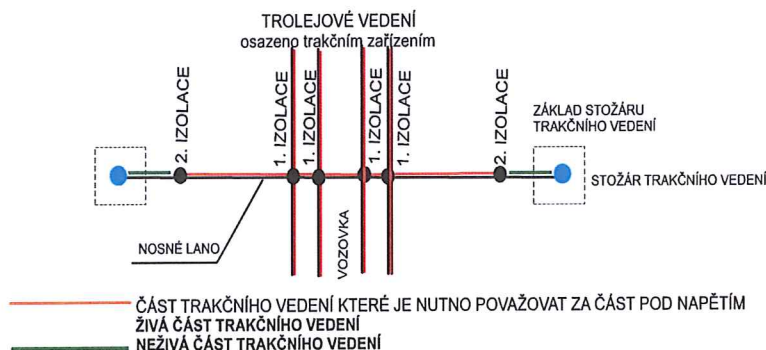 TROLEJOVÉ VEDENÍ
osazeno trakčním zařízením
2. IZOLACE
1. IZOLACE
1. IZOLACE
1. IZOLACE
1. IZOLACE
2. IZOLACE
ZÁKLAD STOŽÁRU
TRAKČNÍHO VEDENÍ
STOŽÁR TRAKČNÍHO VEDENÍ
NOSNÉ LANO
VOZOVKA
ČÁST TRAKČNÍHO VEDENÍ KTERÉ JE NUTNO POVAŽOVAT ZA ČÁST POD NAPĚTÍM
ŽIVÁ ČÁST TRAKČNÍHO VEDENÍ
NEŽIVÁ ČÁST TRAKČNÍHO VEDENÍ